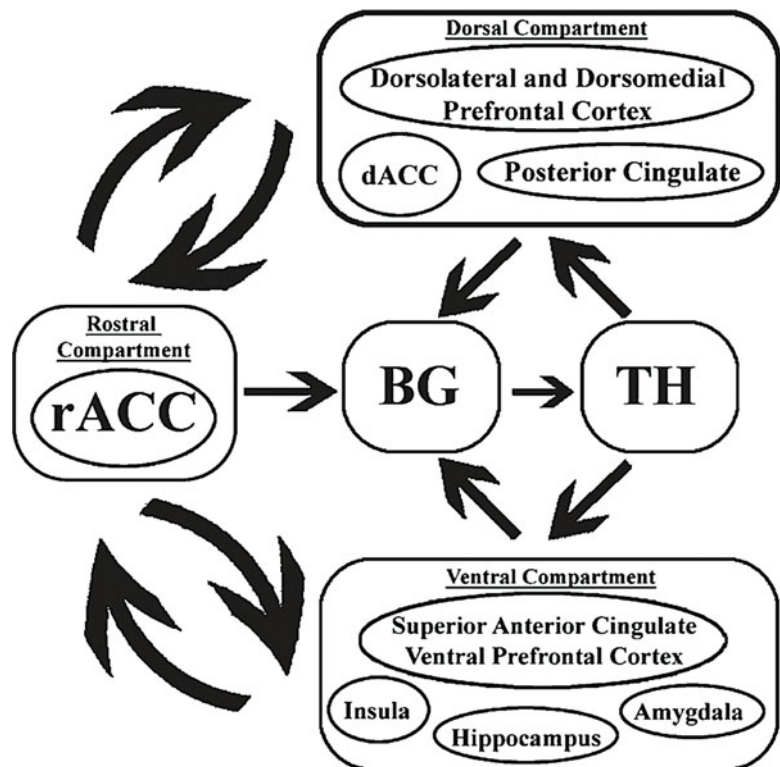 Dorsal Compartment
Dorsolateral and Dorsomedial
Prefrontal Cortex
dACC
Posterior Cingulate
Rostral
Compartment
rACC
BG
TH
Ventral Compartment
Superior Anterior Cingulate
Ventral Prefrontal Cortex
Insula
Hippocampus
Amygdala